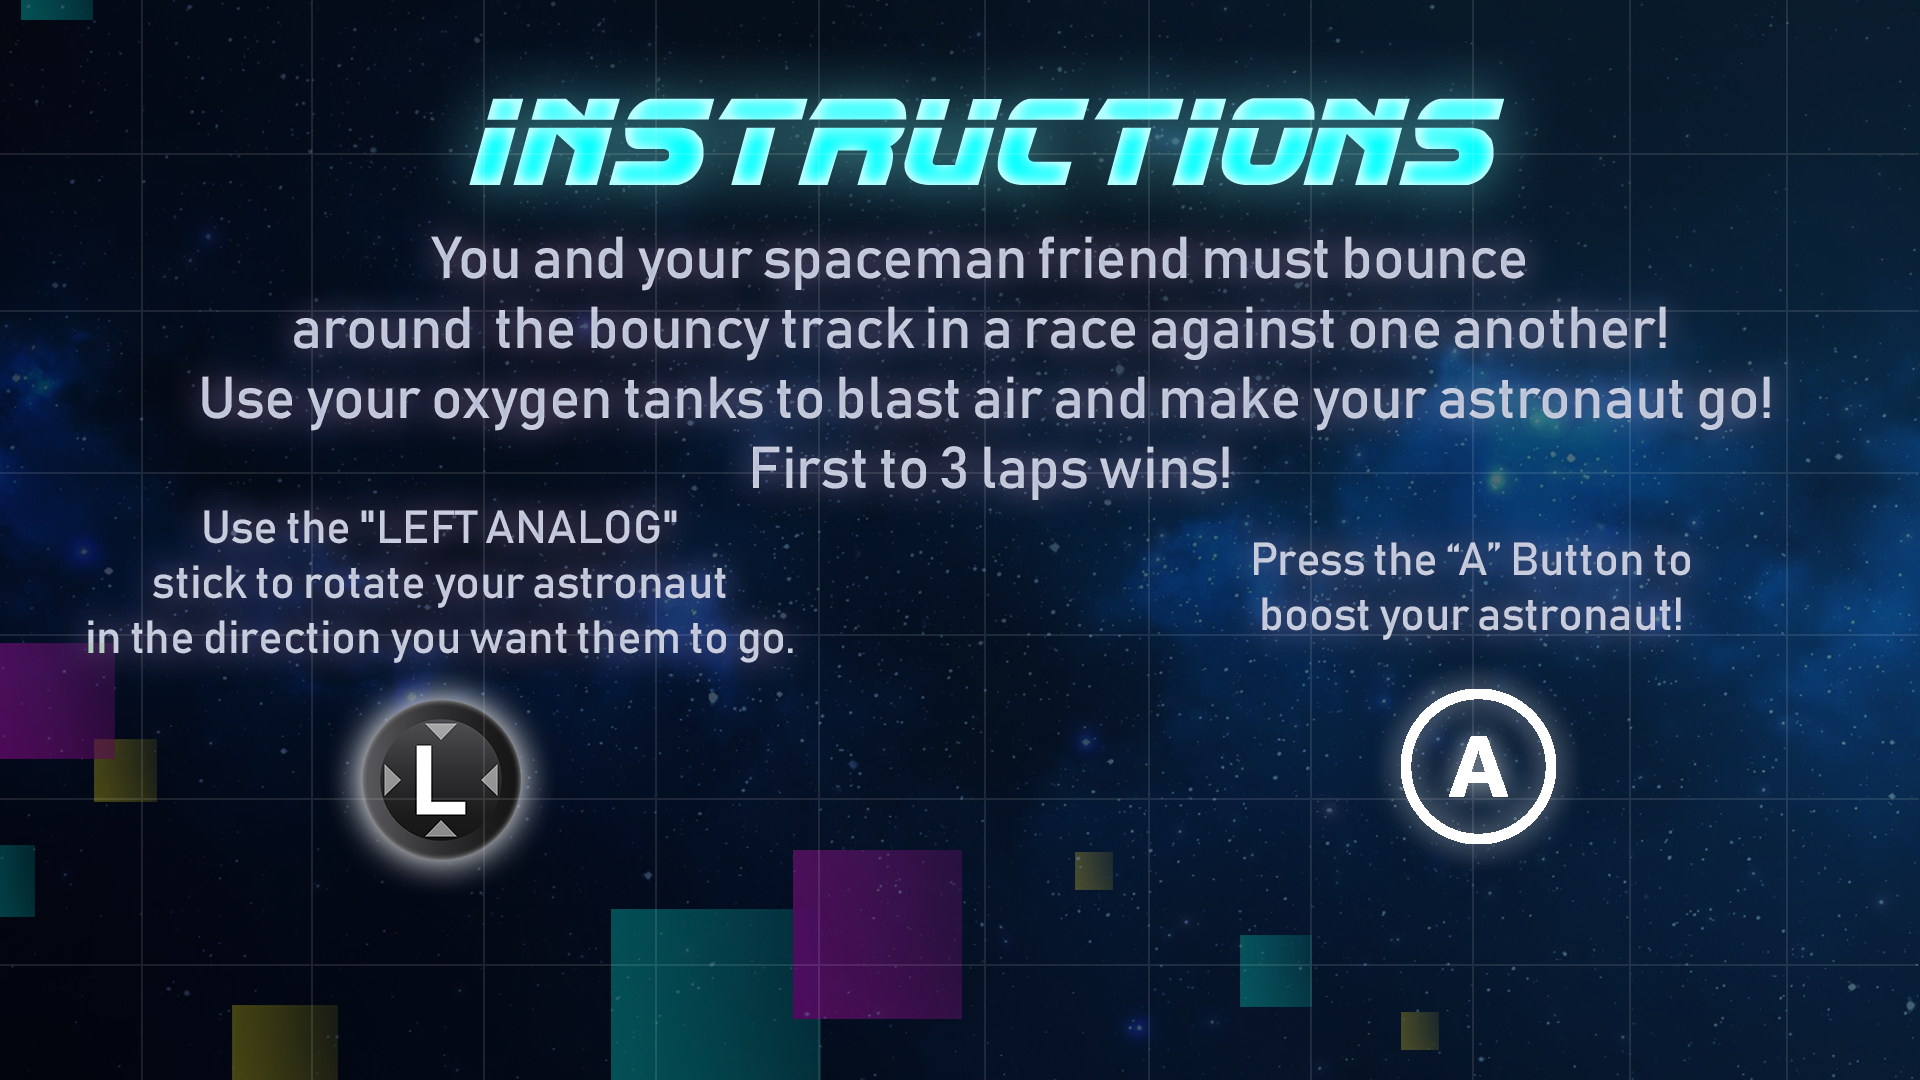 INSTRUCTIONS
You and your spaceman friend must bounce
around the bouncy track in a race against one another!
Use your oxygen tanks to blast air and make your astronaut go!
First to 3 laps wins!
Use the "LEFT ANALOG"
stick to rotate your astronaut
in the direction you want them to go.
L
Press the “A” Button to
boost your astronaut!
A